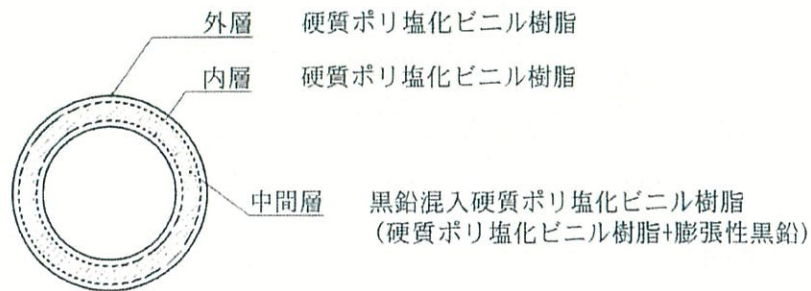 外層 硬質ポリ塩化ビニル樹脂
内層 硬質ポリ塩化ビニル樹脂
中間層 黒鉛混入硬質ポリ塩化ビニル樹脂
(硬質ポリ塩化ビニル樹脂+膨張性黒鉛)